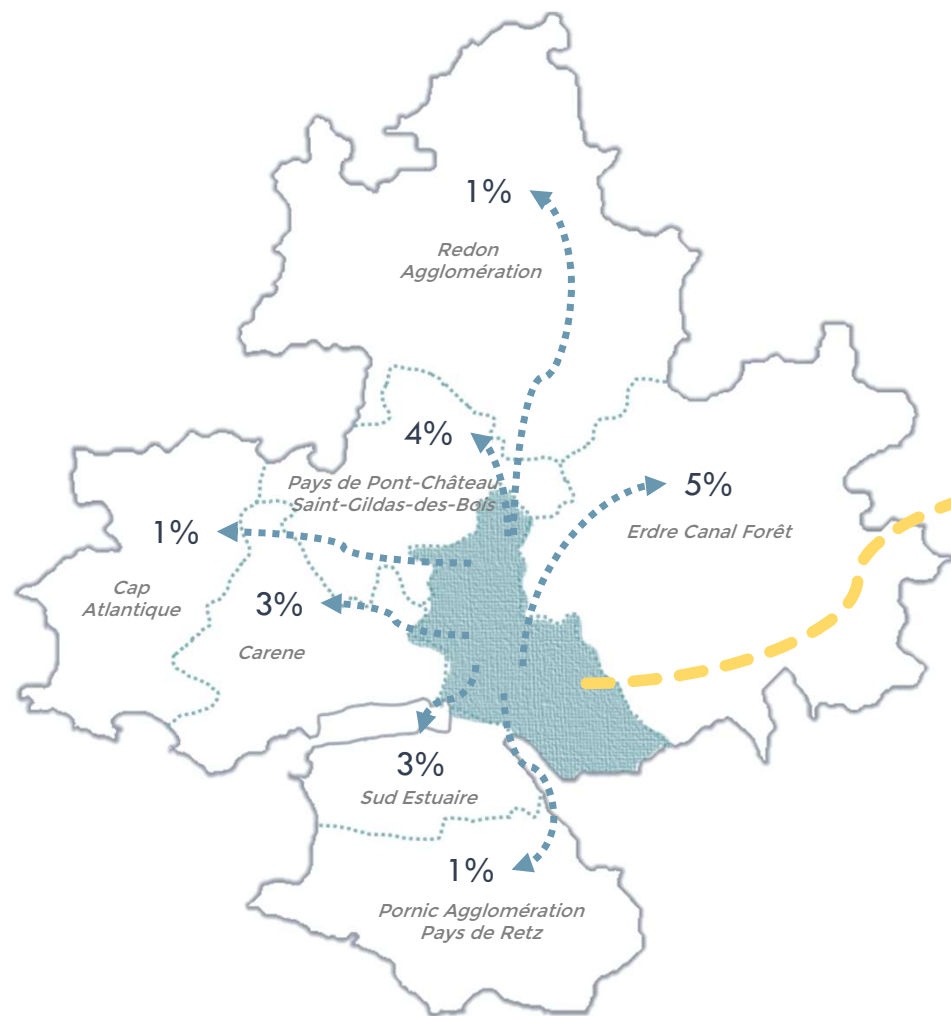 1%
Redon
Agglomération
4%
Pays de Pont-Château
Saint-Gildas-des-Bois
5%
Erdre Canal Forêt
1%
Cap
Atlantique
3%
Carene
3%
Sud Estuaire
1%
Pornic Agglomération
Pays de Retz